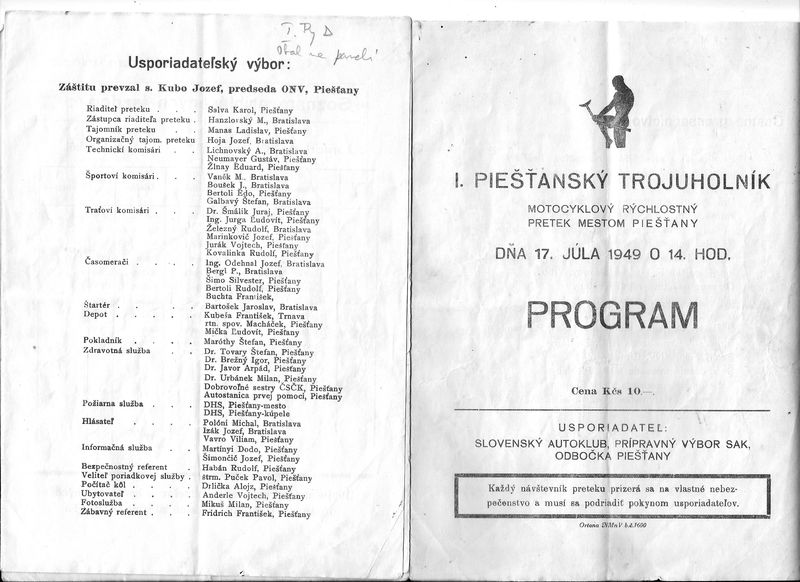 I. Py Δ
Usporiadateľský výbor:
Záštitu prevzal s. Kubo Jozef, predseda ONV, Piešťany
Riaditeľ preteku . . . Salva Karol, Piešťany
Zástupca riaditeľa preteku . Hanzlovský M., Bratislava
Tajomník preteku . . Manas Ladislav, Piešťany
Organizačný tajom. preteku Hoja Jozef, Bratislava
Technickí komisári . . Lichnovský A., Bratislava
Neumayer Gustáv, Piešťany
Žinay Eduard, Piešťany
Športoví komisári . . . Vaněk M., Bratislava
Boušek J., Bratislava
Bertoli Edo, Piešťany
Galbavý Štefan, Bratislava
Traťoví komisári . . . Dr. Šmálik Juraj, Piešťany
Ing. Jurga Ľudovít, Piešťany
Železný Rudolf, Bratislava
Marinkovič Jozef, Piešťany
Jurák Vojtech, Piešťany
Kovalinka Rudolf, Piešťany
Časomerači . . . . Ing. Odehnal Jozef, Bratislava
Bergl P., Bratislava
Šimo Silvester, Piešťany
Bertoli Rudolf, Piešťany
Buchta František,
Štartér . . . . . Bartošek Jaroslav, Bratislava
Depot . . . . . Kubeša František, Trnava
rtn. spov. Macháček, Piešťany
Mička Ľudovít, Piešťany
Pokladník . . . . Maróthy Štefan, Piešťany
Zdravotná služba . . Dr. Tovary Štefan, Piešťany
Dr. Brežný Igor, Piešťany
Dr. Javor Arpád, Piešťany
Dr. Urbánek Milan, Piešťany
Dobrovoľné sestry ČSČK, Piešťany
Autostanica prvej pomoci, Piešťany
Požiarna služba . . . DHS, Piešťany-mesto
DHS, Piešťany-kúpele
Hlásateľ . . . . Polóni Michal, Bratislava
Izák Jozef, Bratislava
Vavro Viliam, Piešťany
Informačná služba . . Martinyi Dodo, Piešťany
Šimončič Jozef, Piešťany
Bezpečnostný referent . Habán Rudolf, Piešťany
Veliteľ poriadkovej služby . štrm. Puček Pavol, Piešťany
Počítač kôl . . . . Drlička Alojz, Piešťany
Ubytovateľ . . . . Anderle Vojtech, Piešťany
Fotoslužba . . . . Mikuš Milan, Piešťany
Zábavný referent . . . Fridrich František, Piešťany
I. PIEŠŤANSKÝ TROJUHOLNÍK
MOTOCYKLOVÝ RÝCHLOSTNÝ
PRETEK MESTOM PIEŠŤANY
DŇA 17. JÚLA 1949 O 14. HOD.
PROGRAM
Cena Kčs 10.—.
USPORIADATEĽ:
SLOVENSKÝ AUTOKLUB, PRÍPRAVNÝ VÝBOR SAK,
ODBOČKA PIEŠŤANY
Každý návštevník preteku prizerá sa na vlastné nebez-
pečenstvo a musí sa podriadiť pokynom usporiadateľov.